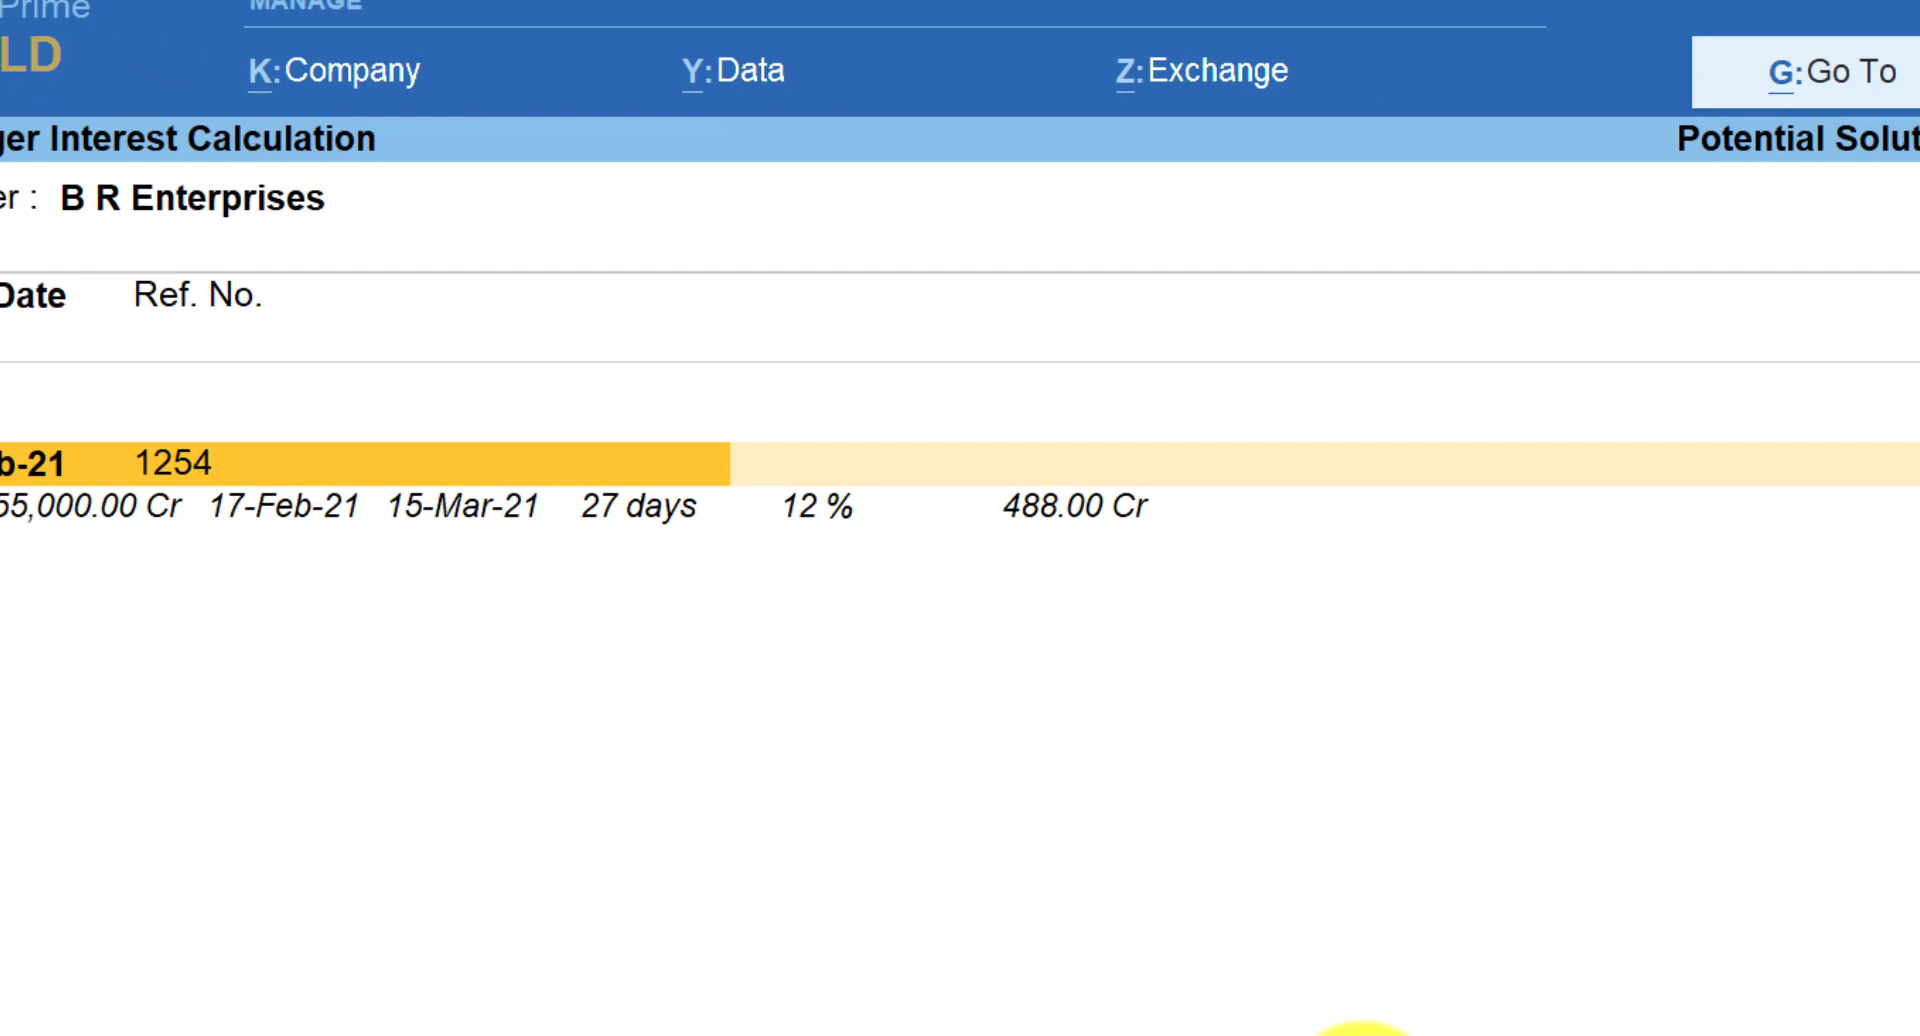 Prime
MANAGE
LD
K:Company Y:Data Z:Exchange G:Go To
ger Interest Calculation Potential Solut
er : B R Enterprises
Date Ref. No.
b-21 1254
55,000.00 Cr 17-Feb-21 15-Mar-21 27 days 12 % 488.00 Cr